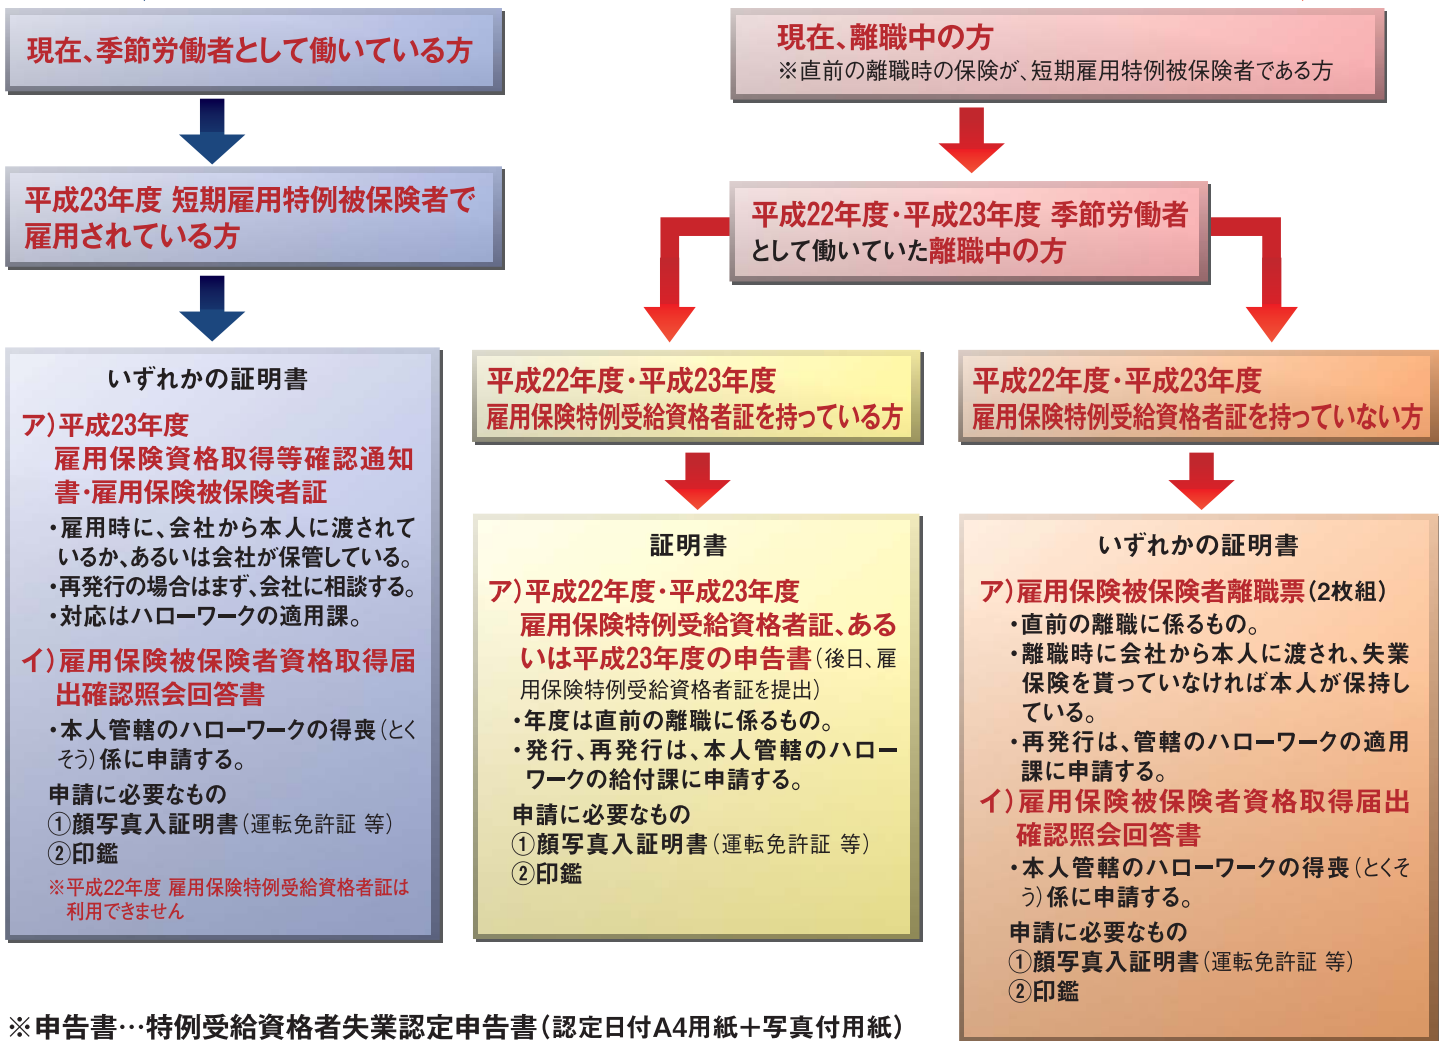 現在、季節労働者として働いている方
平成23年度 短期雇用特例被保険者で
雇用されている方
いずれかの証明書
ア)平成23年度
雇用保険資格取得等確認通知
書・雇用保険被保険者証
・雇用時に、会社から本人に渡されて
いるか、あるいは会社が保管している。
・再発行の場合はまず、会社に相談する。
・対応はハローワークの適用課。
イ)雇用保険被保険者資格取得届
出確認照会回答書
・本人管轄のハローワークの得喪(とく
そう)係に申請する。
申請に必要なもの
①顔写真入証明書(運転免許証 等)
②印鑑
※平成22年度 雇用保険特例受給資格者証は
利用できません
現在、離職中の方
※直前の離職時の保険が、短期雇用特例被保険者である方
平成22年度・平成23年度 季節労働者
として働いていた離職中の方
平成22年度・平成23年度
雇用保険特例受給資格者証を持っている方
証明書
ア)平成22年度・平成23年度
雇用保険特例受給資格者証、ある
いは平成23年度の申告書(後日、雇
用保険特例受給資格者証を提出)
・年度は直前の離職に係るもの。
・発行、再発行は、本人管轄のハロー
ワークの給付課に申請する。
申請に必要なもの
①顔写真入証明書(運転免許証 等)
②印鑑
平成22年度・平成23年度
雇用保険特例受給資格者証を持っていない方
いずれかの証明書
ア)雇用保険被保険者離職票(2枚組)
・直前の離職に係るもの。
・離職時に会社から本人に渡され、失業
保険を貰っていなければ本人が保持し
ている。
・再発行は、管轄のハローワークの適用
課に申請する。
イ)雇用保険被保険者資格取得届出
確認照会回答書
・本人管轄のハローワークの得喪(とくそ
う)係に申請する。
申請に必要なもの
①顔写真入証明書(運転免許証 等)
②印鑑
※申告書…特例受給資格者失業認定申告書(認定日付A4用紙＋写真付用紙)